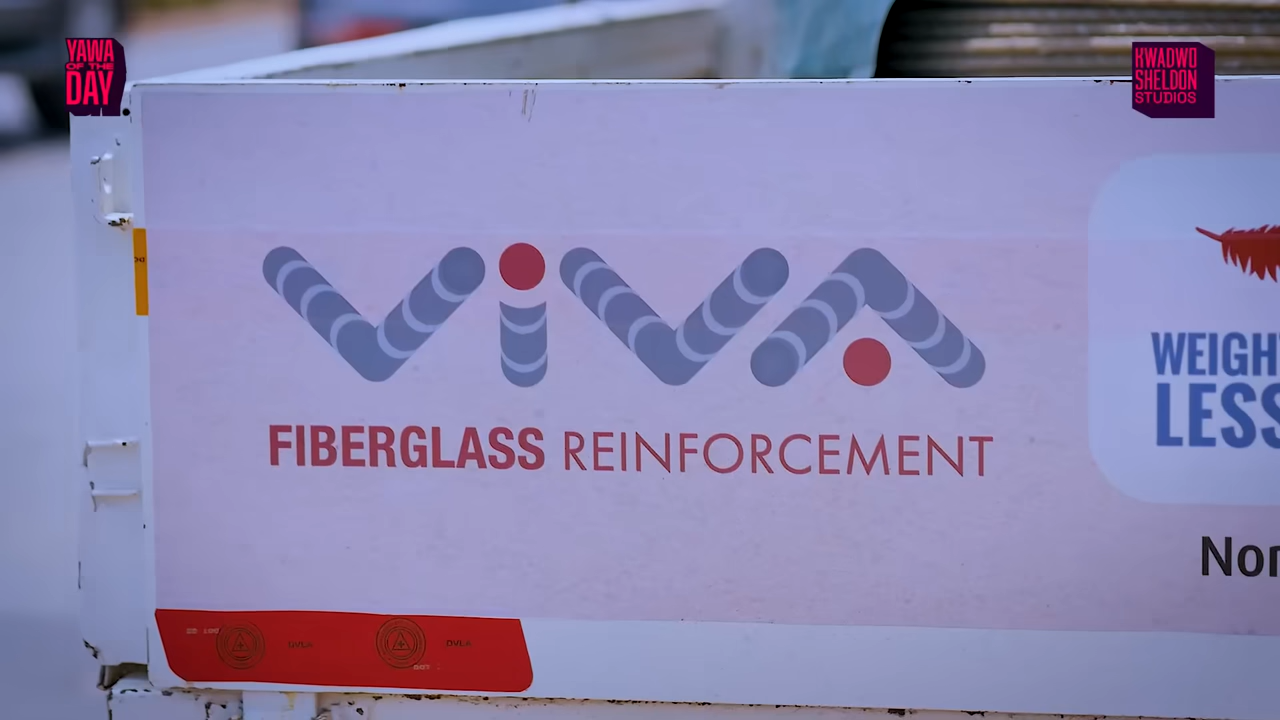 YAWA
OF THE
DAY
KWADWO
SHELDON
STUDIOS
ViVA
FIBERGLASS REINFORCEMENT
WEIGHT
LESS
Non
DVLA
DVLA